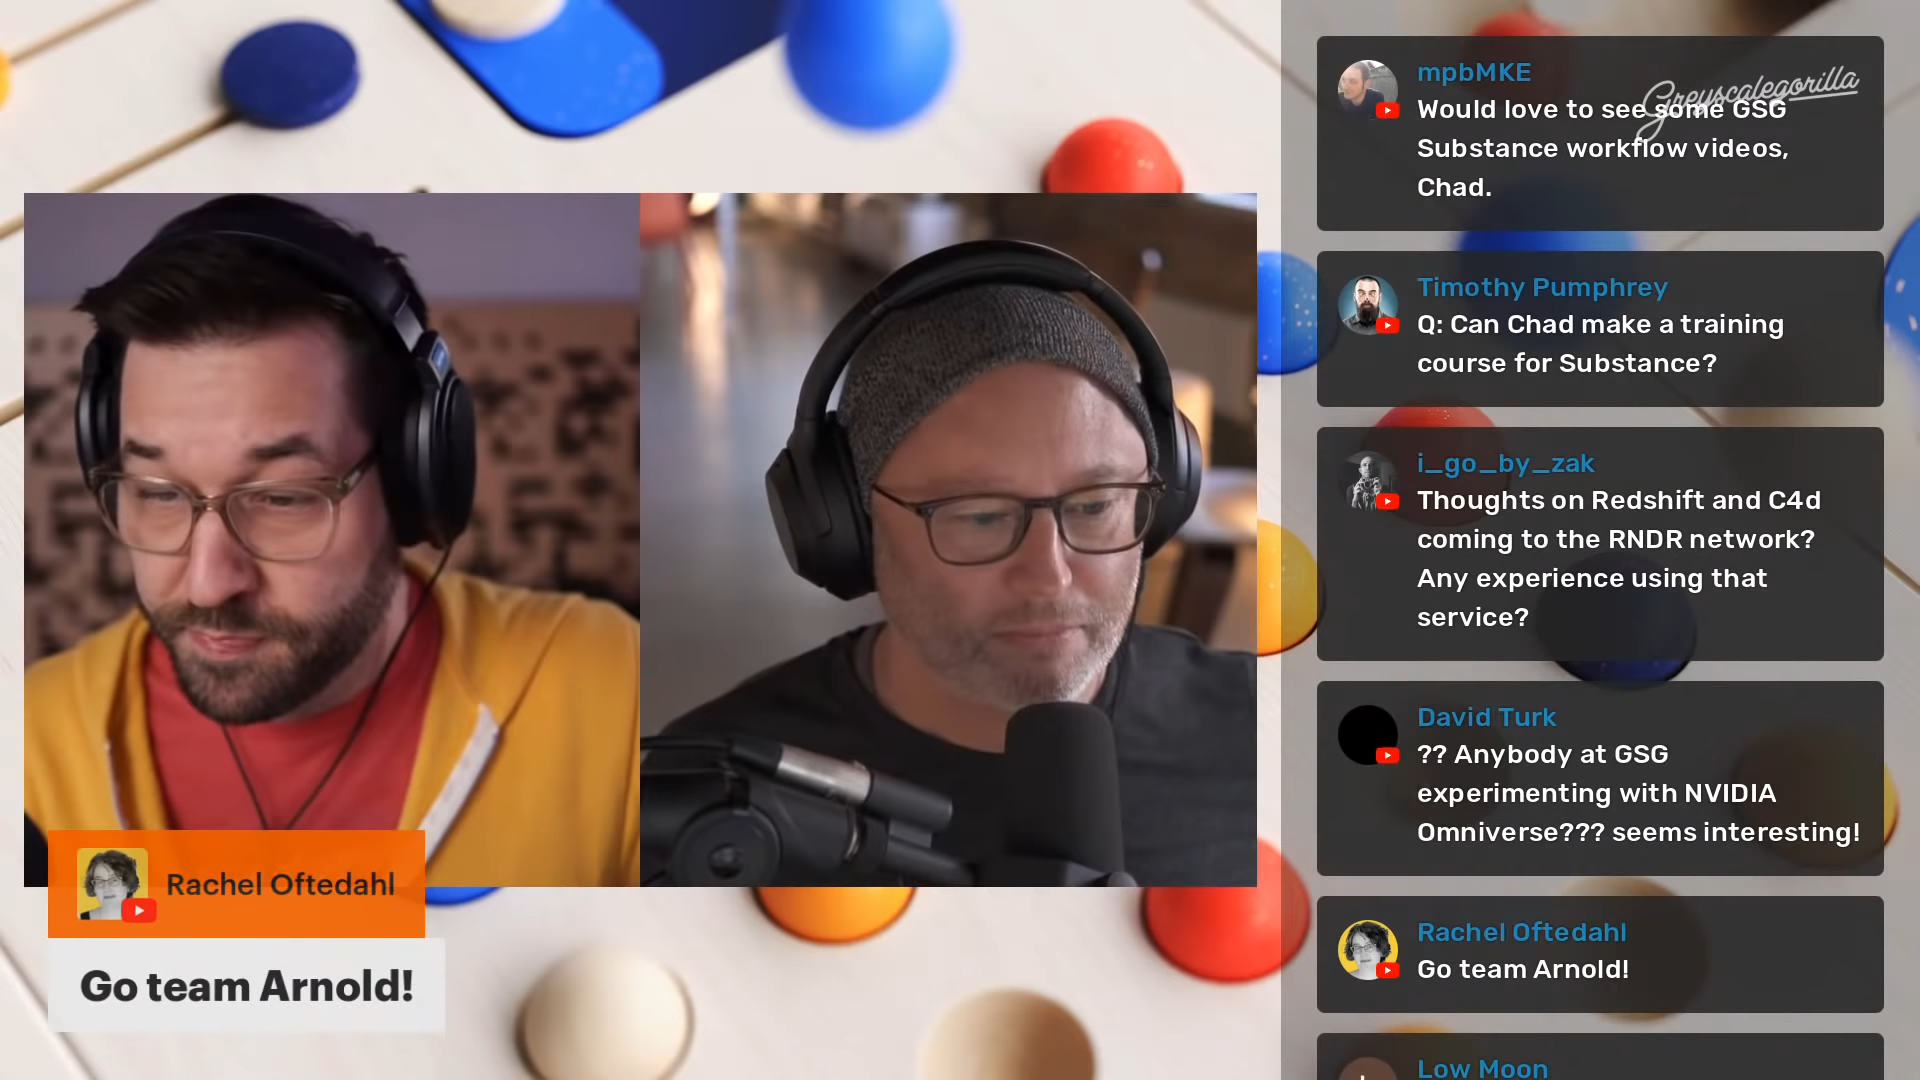 Greyscalegorilla
mpbMKE
Would love to see some GSG
Substance workflow videos,
Chad.
Timothy Pumphrey
Q: Can Chad make a training
course for Substance?
i_go_by_zak
Thoughts on Redshift and C4d
coming to the RNDR network?
Any experience using that
service?
David Turk
?? Anybody at GSG
experimenting with NVIDIA
Omniverse??? seems interesting!
Rachel Oftedahl
Go team Arnold!
Low Moon
Rachel Oftedahl
Go team Arnold!